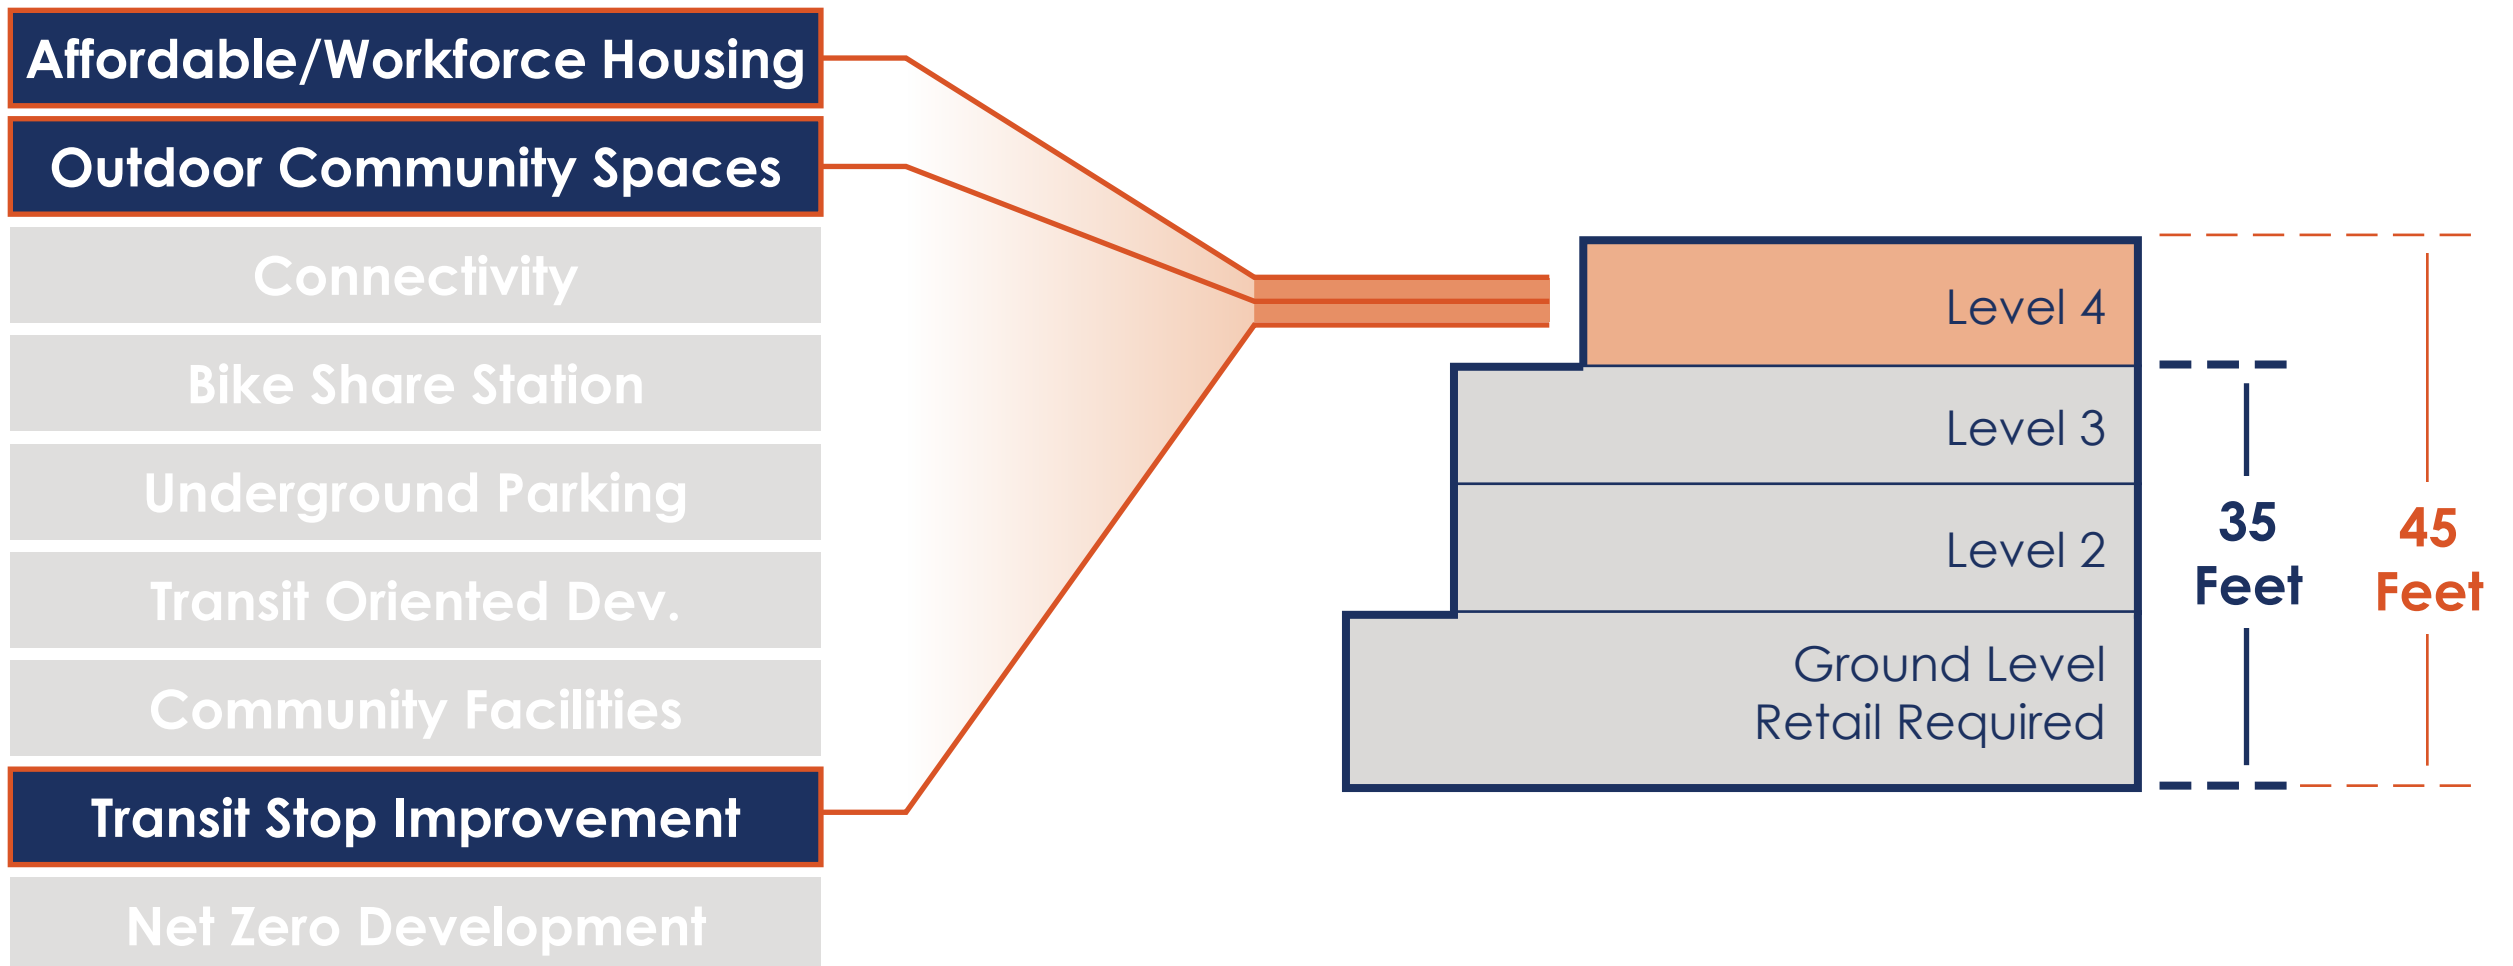 Affordable/Workforce Housing
Outdoor Community Spaces
Connectivity
Bike Share Station
Underground Parking
Transit Oriented Dev.
Community Facilities
Transit Stop Improvement
Net Zero Development
Level 4
Level 3
Level 2
Ground Level
Retail Required
35
Feet
45
Feet